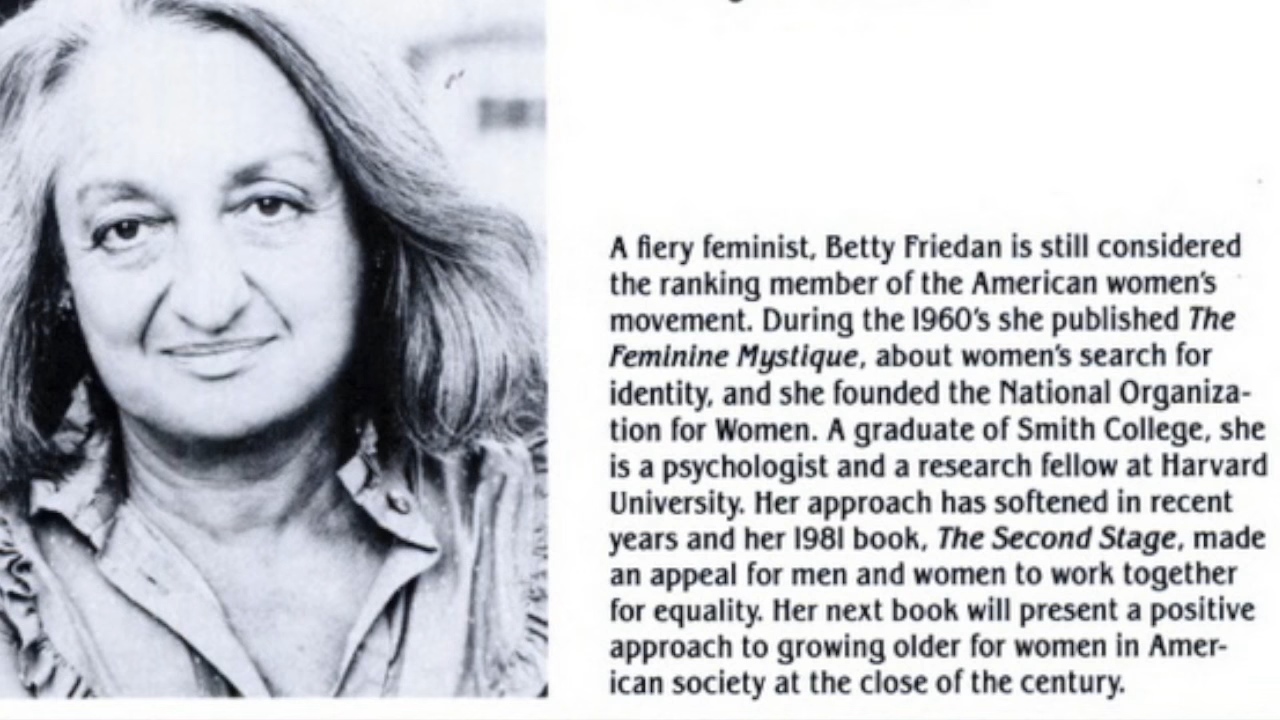 A fiery feminist, Betty Friedan is still considered
the ranking member of the American women's
movement. During the 1960's she published The
Feminine Mystique, about women's search for
identity, and she founded the National Organiza-
tion for Women. A graduate of Smith College, she
is a psychologist and a research fellow at Harvard
University. Her approach has softened in recent
years and her 1981 book, The Second Stage, made
an appeal for men and women to work together
for equality. Her next book will present a positive
approach to growing older for women in Amer-
ican society at the close of the century.